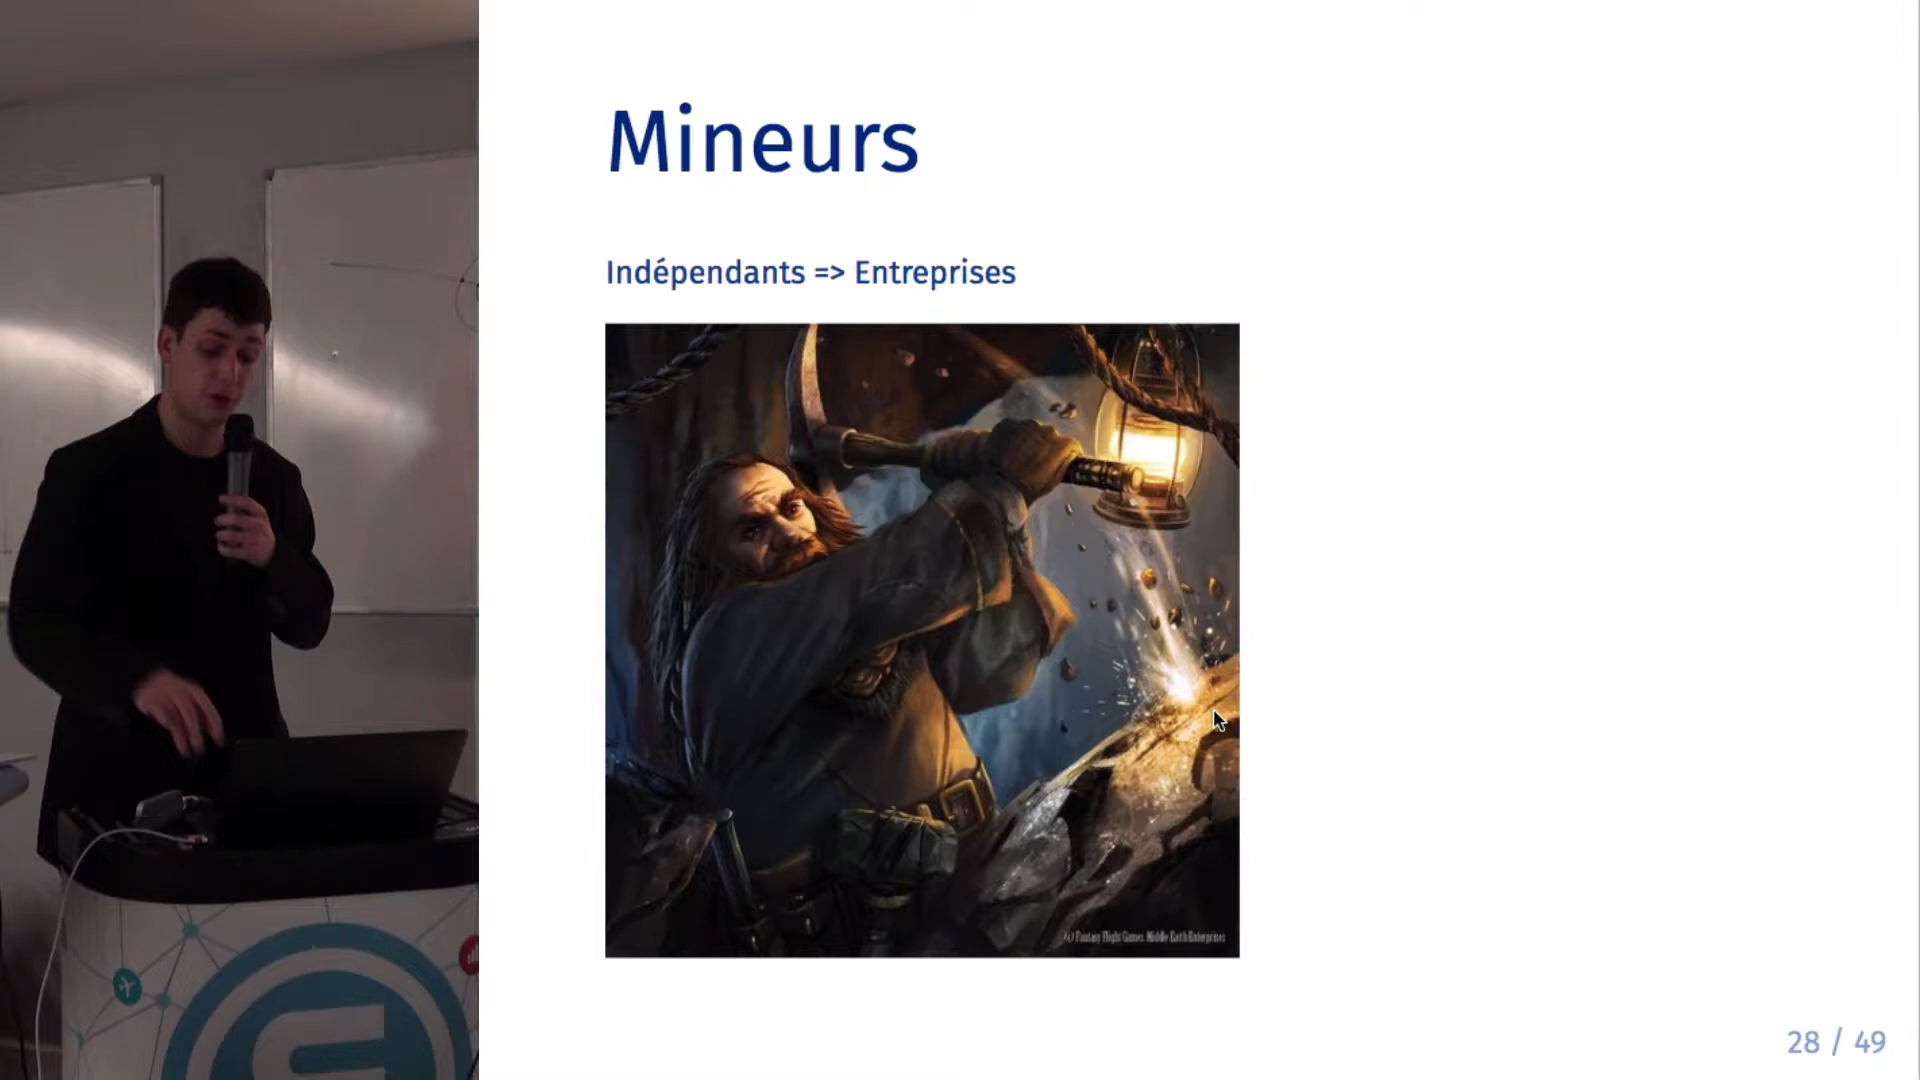 Mineurs
Indépendants => Entreprises
(c) Fantasy Flight Games. Middle Earth Enterprises
28 / 49